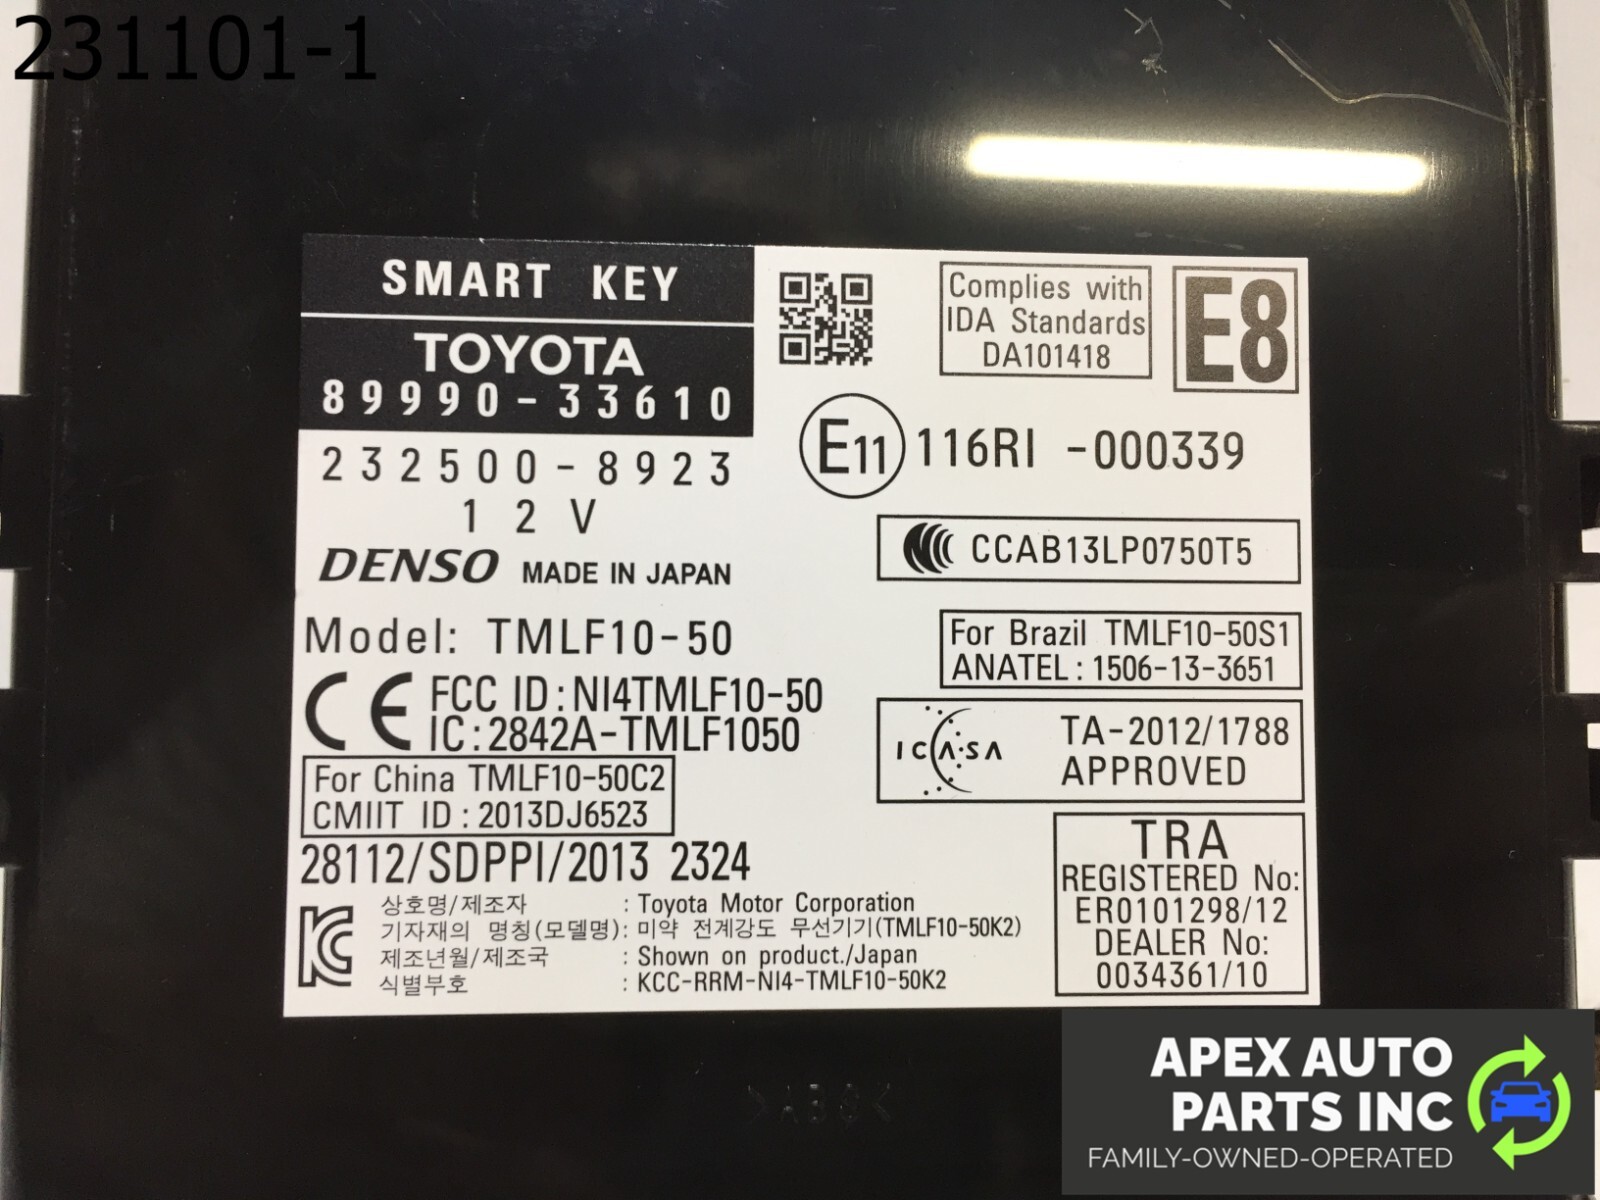 231101-1
SMART KEY
TOYOTA
89990-33610
232500-8923
12V
DENSO MADE IN JAPAN
Model: TMLF10-50
CE FCC ID : NI4TMLF10-50
IC : 2842A-TMLF1050
For China TMLF10-50C2
CMIIT ID : 2013DJ6523
28112/SDPPI/2013 2324
상호명/제조자 : Toyota Motor Corporation
기자재의 명칭(모델명) : 미약 전계강도 무선기기(TMLF10-50K2)
제조년월/제조국 : Shown on product./Japan
식별부호 : KCC-RRM-NI4-TMLF10-50K2
Complies with
IDA Standards
DA101418
E8
E11 116RI -000339
CCAB13LP0750T5
For Brazil TMLF10-50S1
ANATEL : 1506-13-3651
ICASA TA-2012/1788
APPROVED
TRA
REGISTERED No:
ER0101298/12
DEALER No:
0034361/10
APEX AUTO
PARTS INC
FAMILY-OWNED-OPERATED